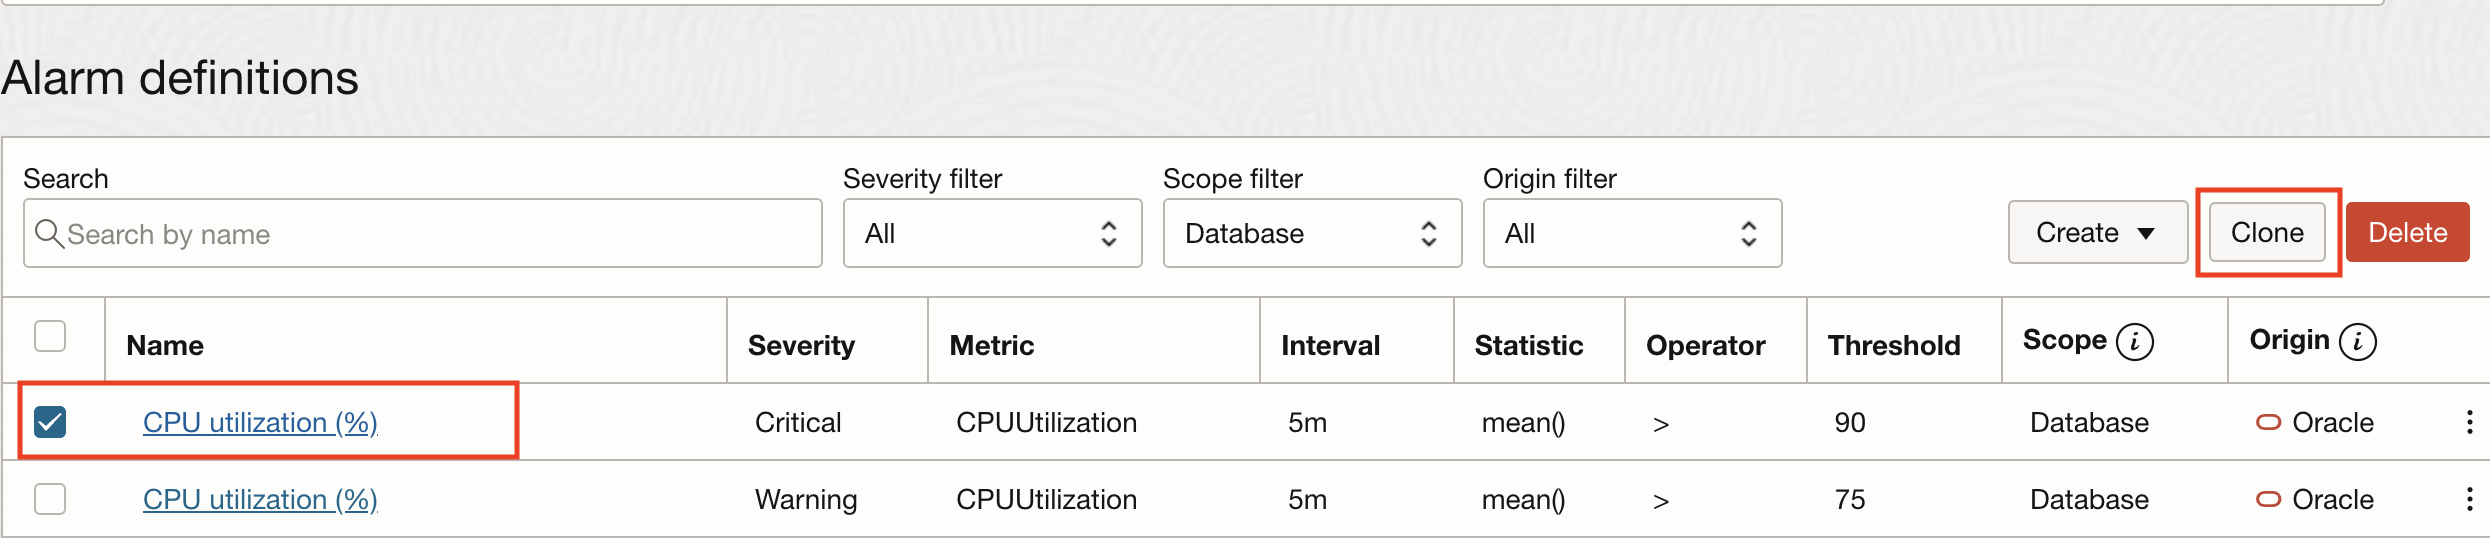 Alarm definitions
Search Severity filter Scope filter Origin filter
Search by name All Database All Create Clone Delete
Name Severity Metric Interval Statistic Operator Threshold Scope i Origin i
CPU utilization (%) Critical CPUUtilization 5m mean() > 90 Database Oracle
CPU utilization (%) Warning CPUUtilization 5m mean() > 75 Database Oracle